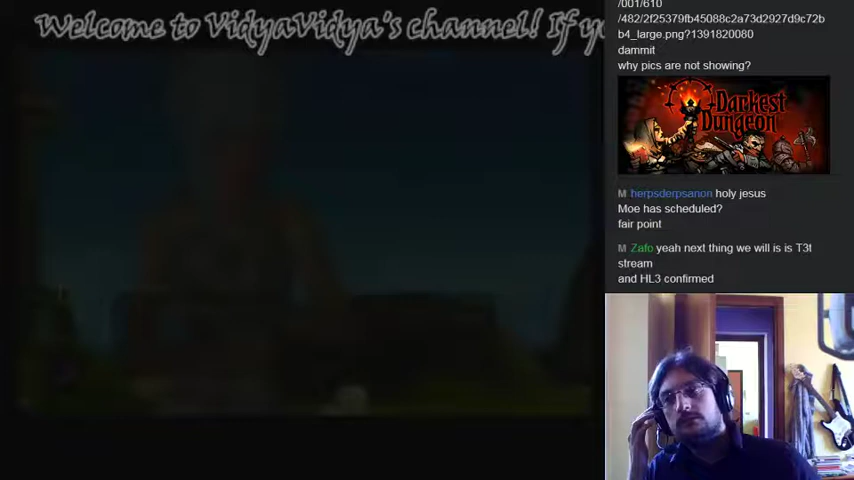 Welcome to VidyaVidya's channel! If yo
/001/610
/482/2f25379fb45088c2a73d2927d9c72b
b4_large.png?1391820080
dammit
why pics are not showing?
Darkest
Dungeon
M herpsderpsanon holy jesus
Moe has scheduled?
fair point
M Zafo yeah next thing we will is is T3t
stream
and HL3 confirmed